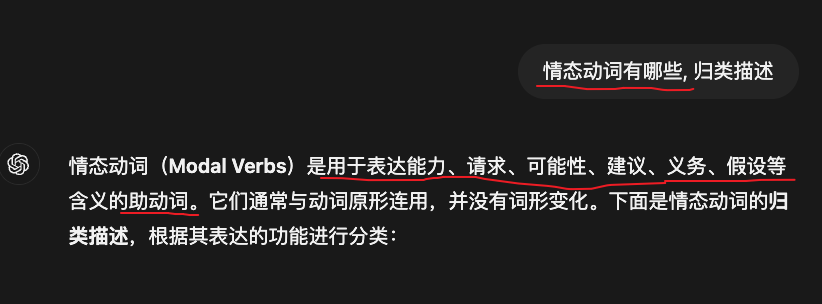 情态动词有哪些, 归类描述
情态动词（Modal Verbs）是用于表达能力、请求、可能性、建议、义务、假设等
含义的助动词。它们通常与动词原形连用，并没有词形变化。下面是情态动词的归
类描述，根据其表达的功能进行分类：